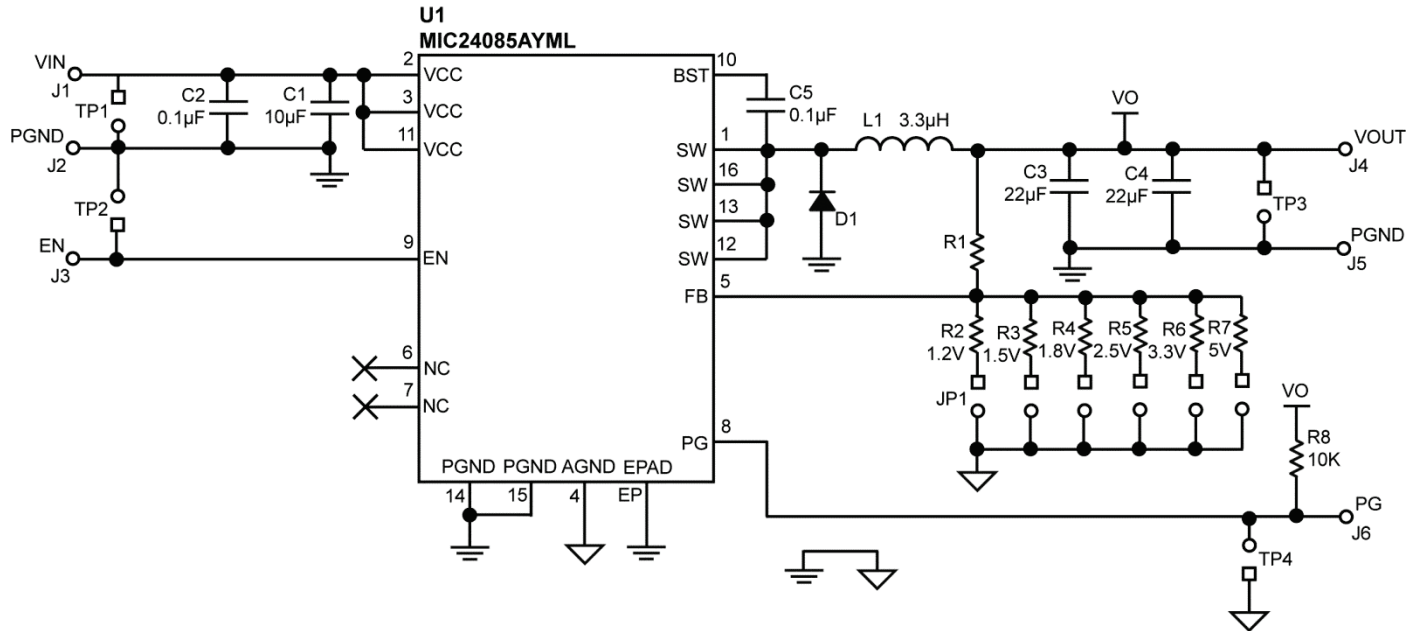 U1
MIC24085AYML
VIN
J1
TP1
PGND
J2
TP2
EN
J3
C2
0.1µF
C1
10µF
2
VCC
3
VCC
11
VCC
9
EN
6
NC
7
NC
PGND
PGND
AGND
EPAD
14
15
4
EP
10
BST
C5
0.1µF
1
SW
16
SW
13
SW
12
SW
5
FB
8
PG
L1
3.3µH
D1
VO
VOUT
J4
C3
22µF
C4
22µF
TP3
PGND
J5
R1
R2
1.2V
R3
1.5V
R4
1.8V
R5
2.5V
R6
3.3V
R7
5V
JP1
VO
R8
10K
PG
J6
TP4